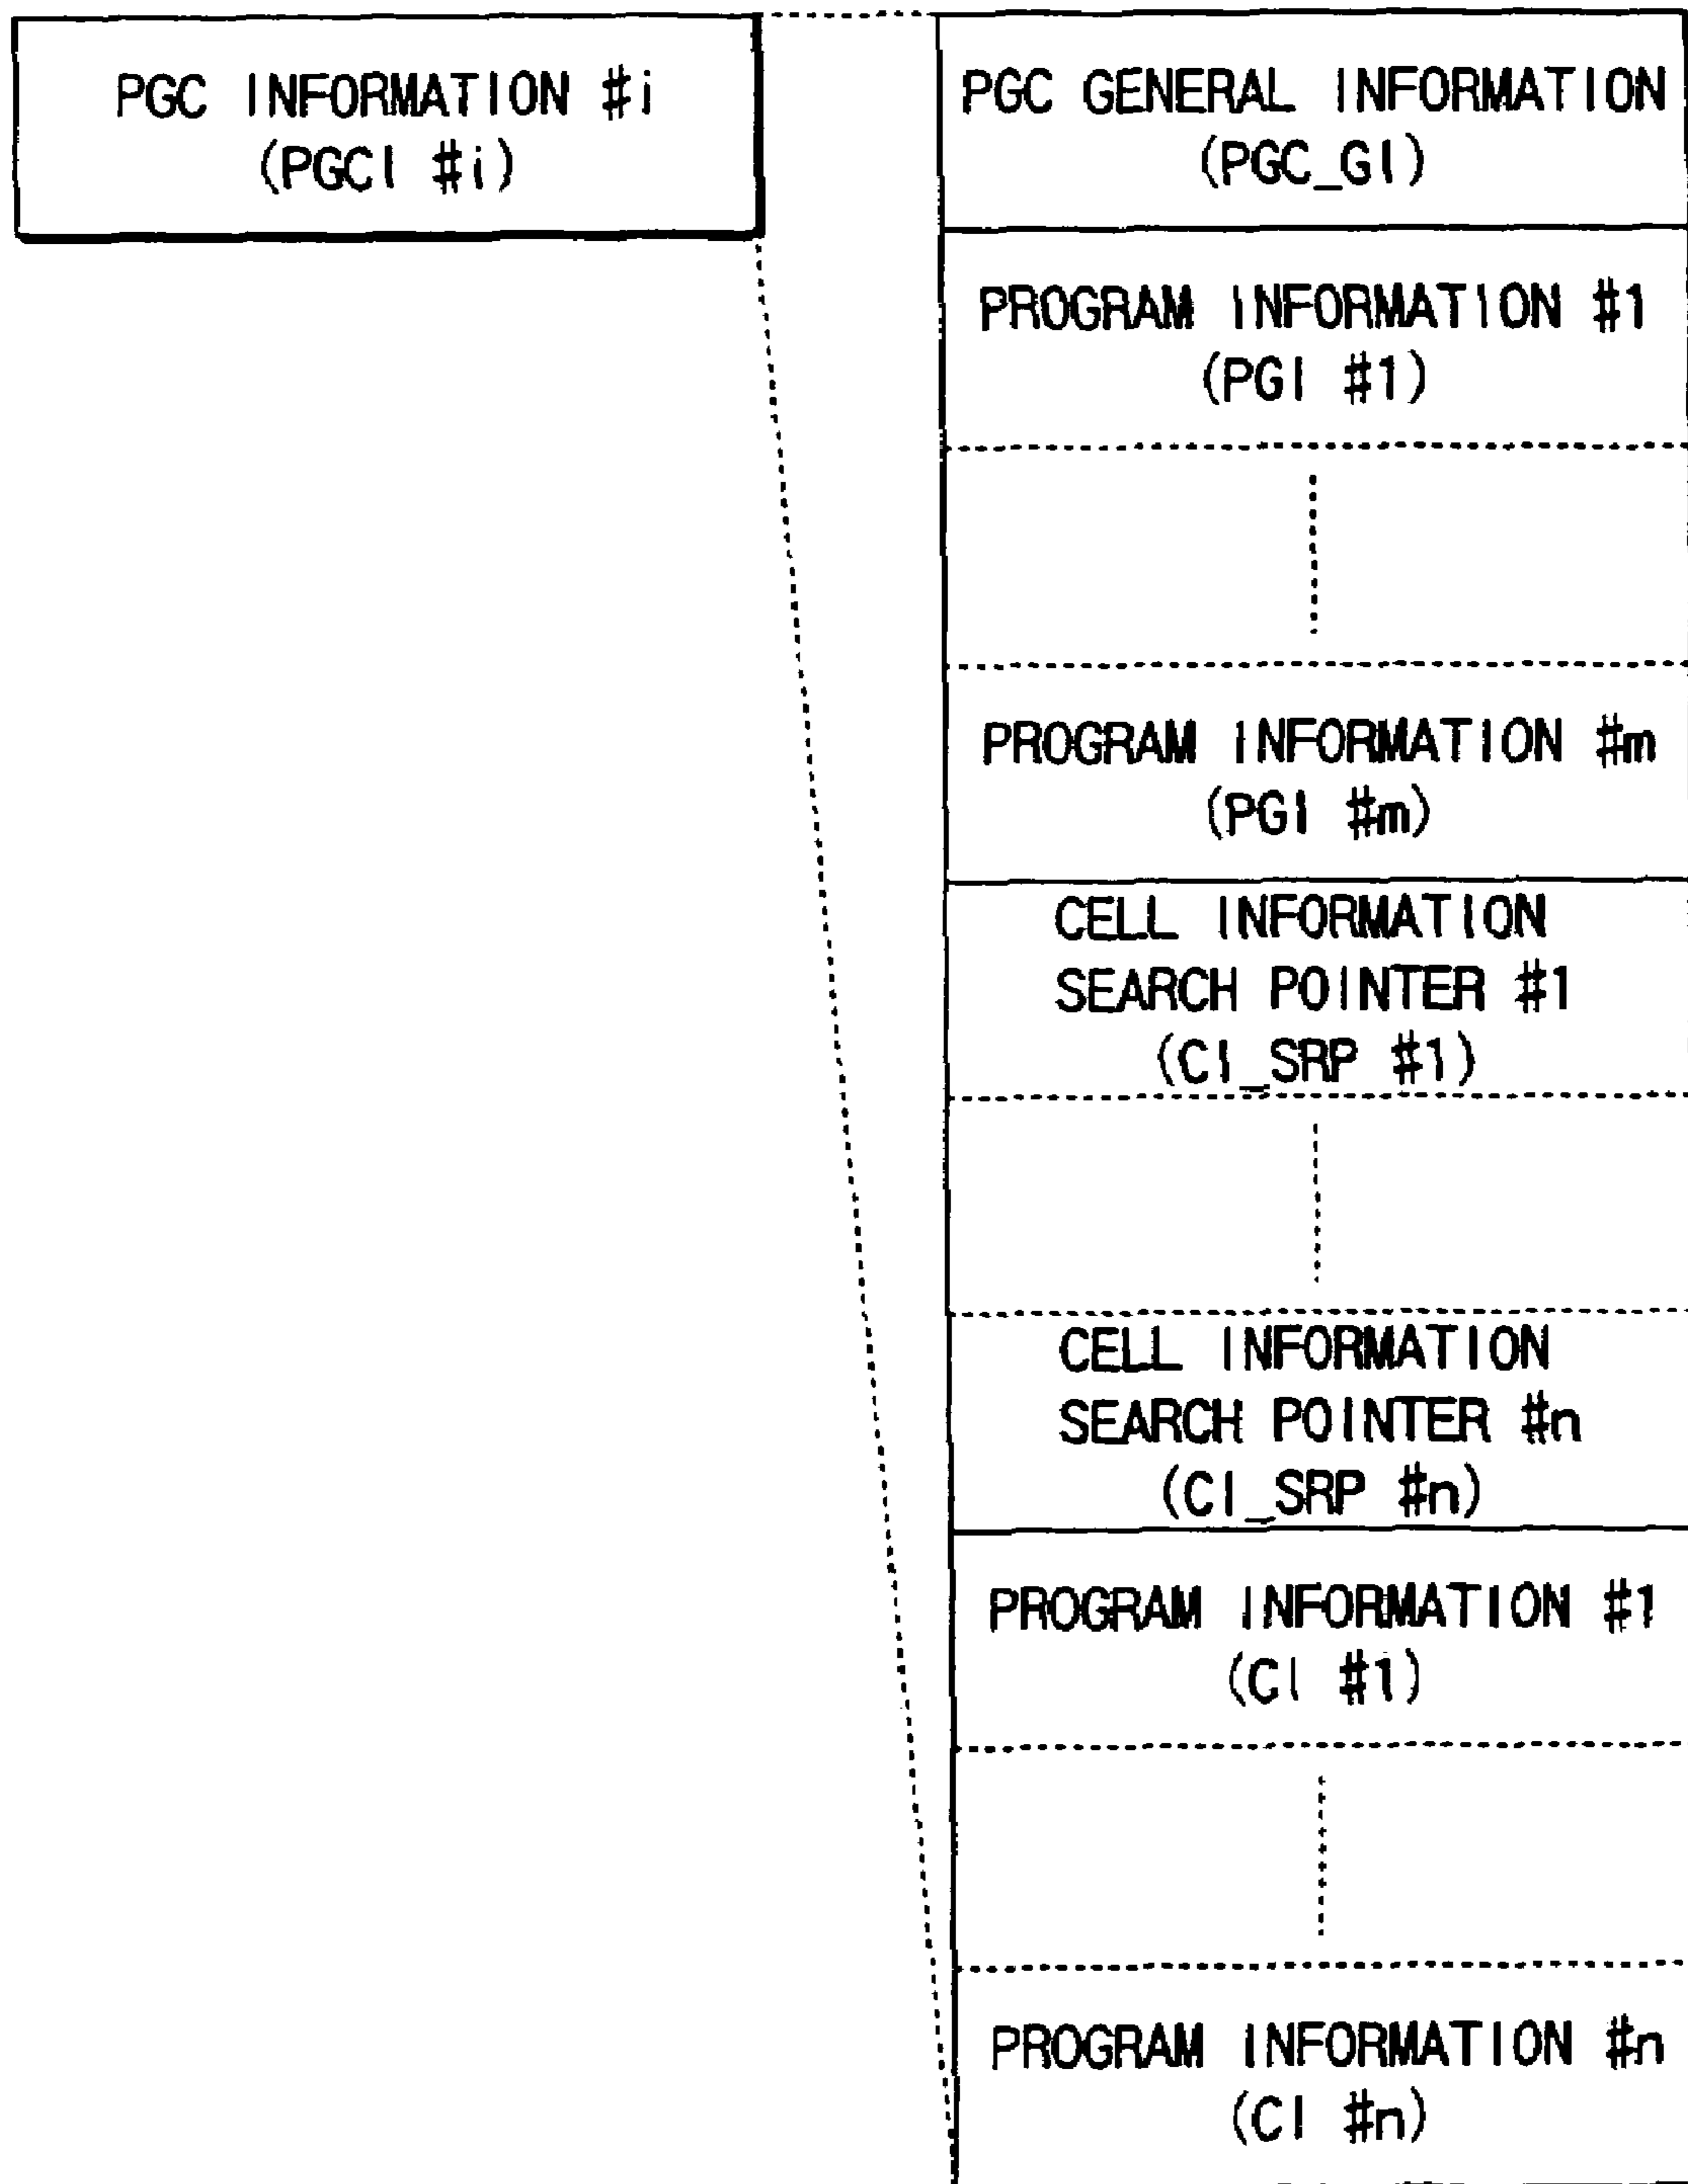 PGC INFORMATION #i
(PGCI #i)
PGC GENERAL INFORMATION
(PGC_GI)
PROGRAM INFORMATION #1
(PGI #1)
PROGRAM INFORMATION #m
(PGI #m)
CELL INFORMATION
SEARCH POINTER #1
(CI_SRP #1)
CELL INFORMATION
SEARCH POINTER #n
(CI_SRP #n)
PROGRAM INFORMATION #1
(CI #1)
PROGRAM INFORMATION #n
(CI #n)